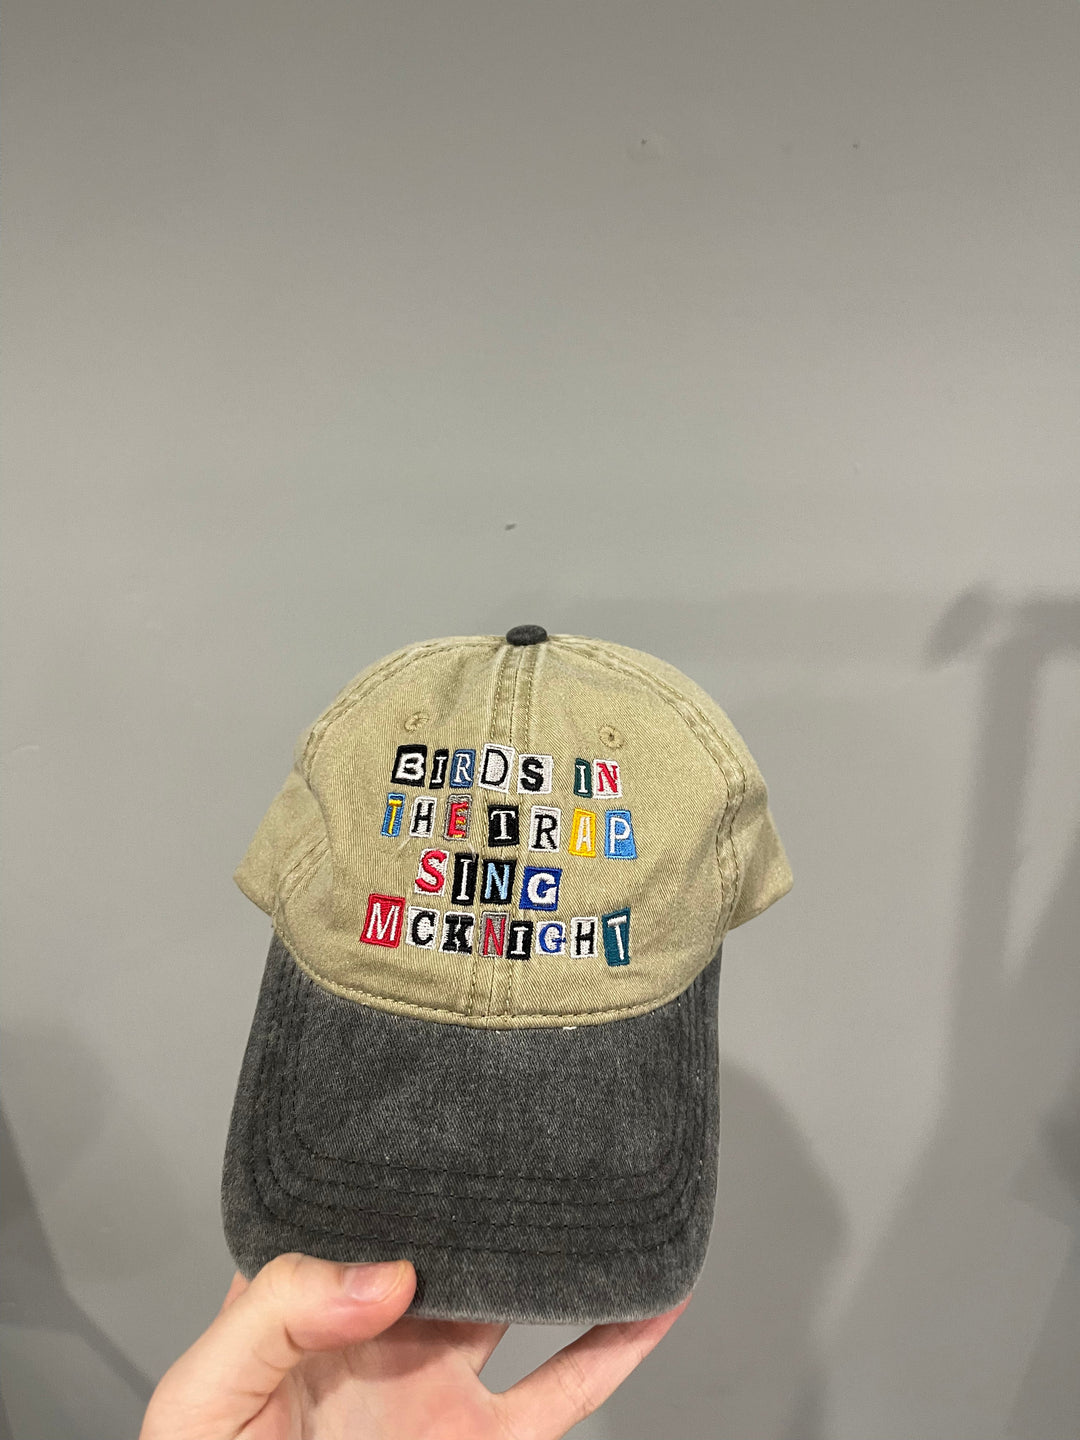 BIRDS IN
THE TRAP
SING
MCKNIGHT